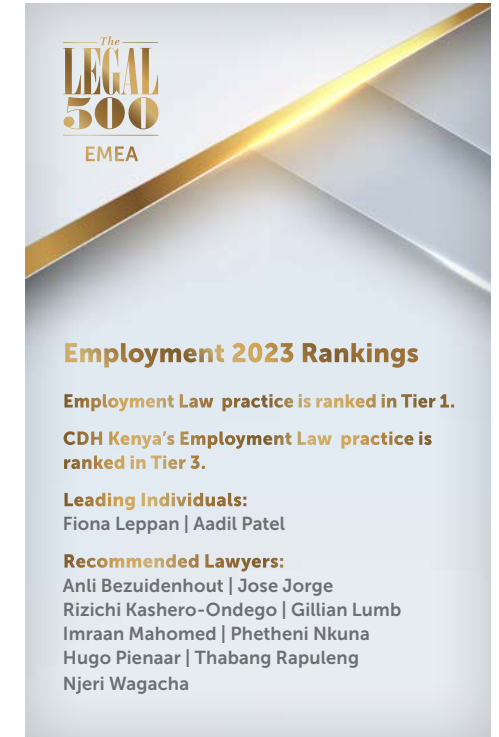 The
LEGAL
500
EMEA
Employment 2023 Rankings
Employment Law practice is ranked in Tier 1.
CDH Kenya's Employment Law practice is
ranked in Tier 3.
Leading Individuals:
Fiona Leppan | Aadil Patel
Recommended Lawyers:
Anli Bezuidenhout | Jose Jorge
Rizichi Kashero-Ondego | Gillian Lumb
Imraan Mahomed | Phetheni Nkuna
Hugo Pienaar | Thabang Rapuleng
Njeri Wagacha